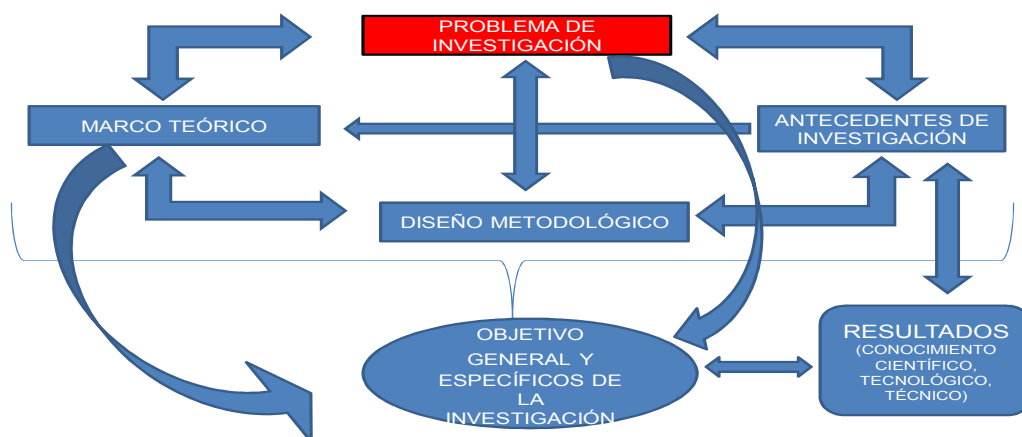 PROBLEMA DE
INVESTIGACIÓN
MARCO TEÓRICO
ANTECEDENTES DE
INVESTIGACIÓN
DISEÑO METODOLÓGICO
OBJETIVO
GENERAL Y
ESPECÍFICOS DE
LA
INVESTIGACIÓN
RESULTADOS
(CONOCIMIENTO
CIENTÍFICO,
TECNOLÓGICO,
TÉCNICO)